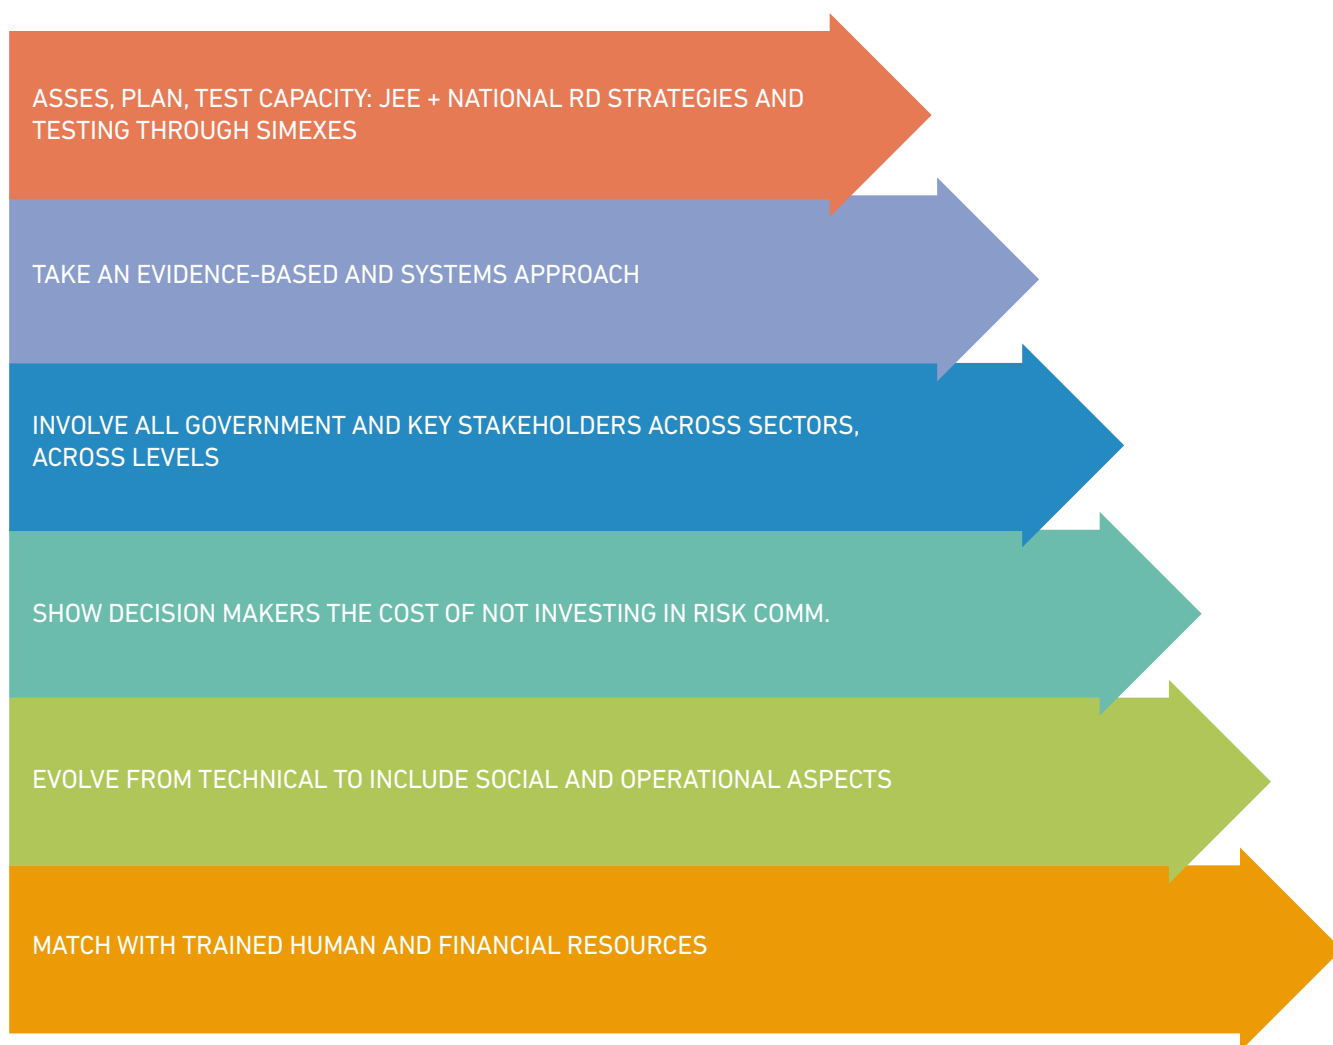 ASSES, PLAN, TEST CAPACITY: JEE + NATIONAL RD STRATEGIES AND
TESTING THROUGH SIMEXES
TAKE AN EVIDENCE-BASED AND SYSTEMS APPROACH
INVOLVE ALL GOVERNMENT AND KEY STAKEHOLDERS ACROSS SECTORS,
ACROSS LEVELS
SHOW DECISION MAKERS THE COST OF NOT INVESTING IN RISK COMM.
EVOLVE FROM TECHNICAL TO INCLUDE SOCIAL AND OPERATIONAL ASPECTS
MATCH WITH TRAINED HUMAN AND FINANCIAL RESOURCES